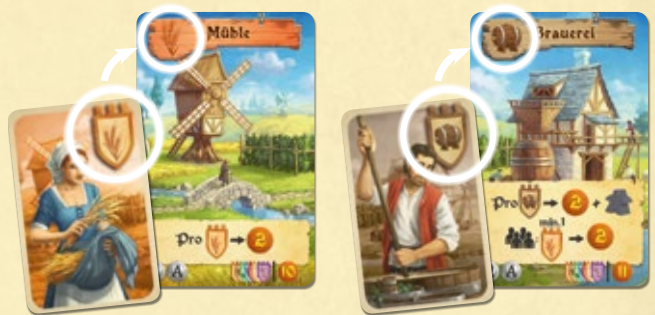 Mühle
Pro → 2
A
10
Brauerei
Pro → 2 +
min. 1
: → 2
A
11